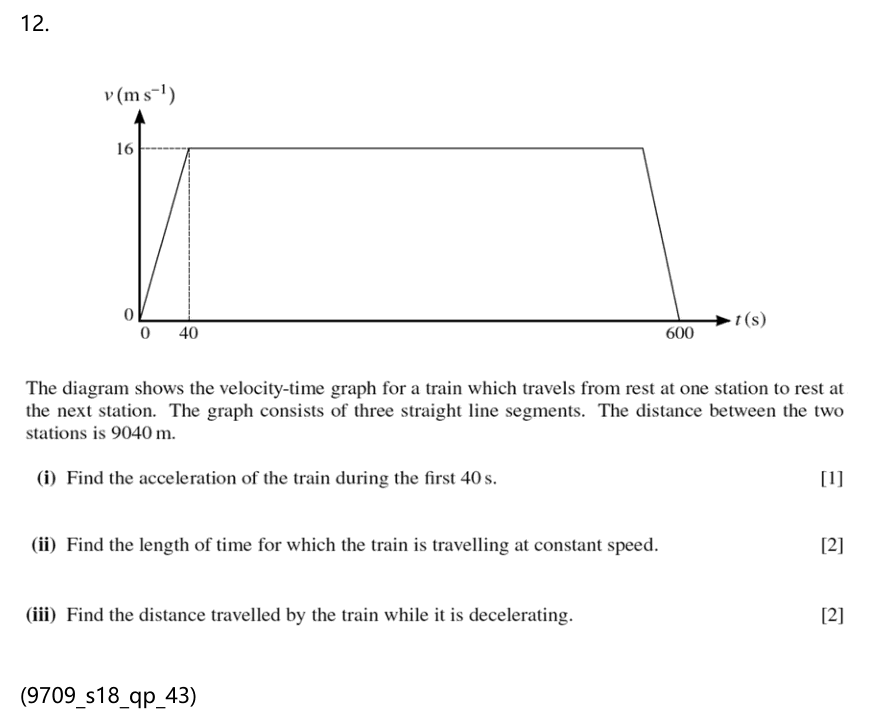 12.
v (m s⁻¹)
16
0
0 40 600 t (s)
The diagram shows the velocity-time graph for a train which travels from rest at one station to rest at
the next station. The graph consists of three straight line segments. The distance between the two
stations is 9040 m.
(i) Find the acceleration of the train during the first 40 s. [1]
(ii) Find the length of time for which the train is travelling at constant speed. [2]
(iii) Find the distance travelled by the train while it is decelerating. [2]
(9709_s18_qp_43)